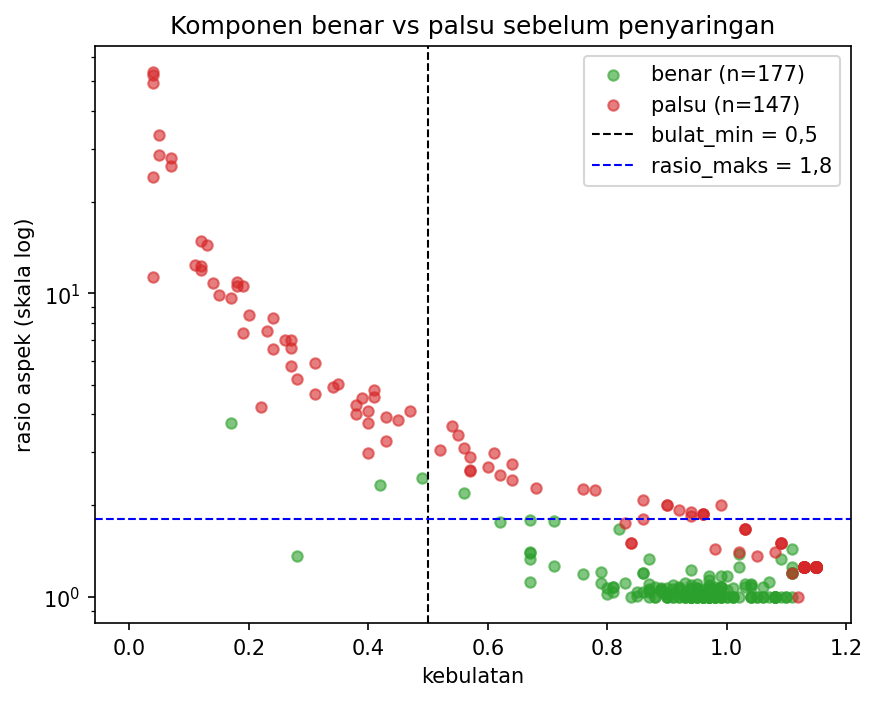 Komponen benar vs palsu sebelum penyaringan
benar (n=177)
palsu (n=147)
bulat_min = 0,5
rasio_maks = 1,8
rasio aspek (skala log)
10¹
10⁰
0.0 0.2 0.4 0.6 0.8 1.0 1.2
kebulatan